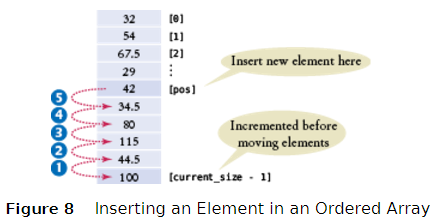 32 [0]
54 [1]
67.5 [2]
Insert new element here
29 ⋮
42 [pos]
5
34.5
4
80
Incremented before
moving elements
3
115
2
44.5
1
100 [current_size - 1]
Figure 8 Inserting an Element in an Ordered Array